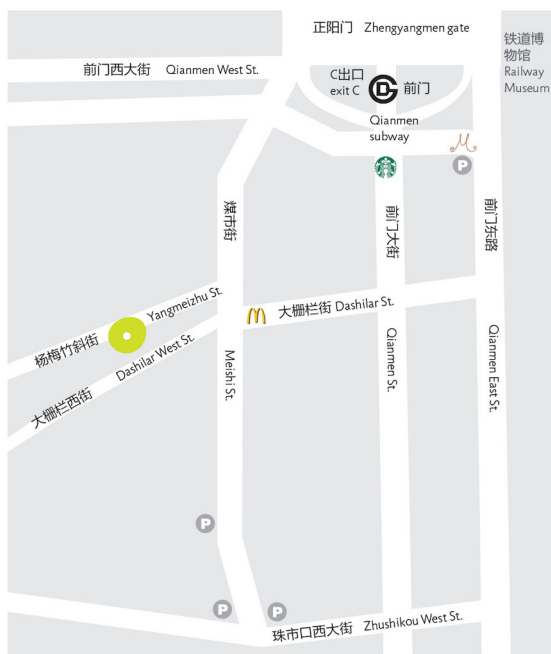 正阳门 Zhengyangmen gate
铁道博
物馆
Railway
Museum
前门西大街 Qianmen West St.
C出口
exit C
前门
Qianmen
subway
M
P
煤市街
前门大街
前门东路
Yangmeizhu St.
大栅栏街 Dashilar St.
杨梅竹斜街
Dashilar West St.
大栅栏西街
Meishi St.
Qianmen St.
Qianmen East St.
P
P
P
珠市口西大街 Zhushikou West St.